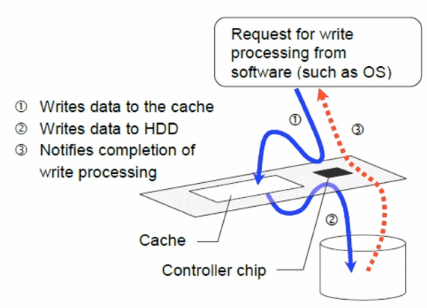 Request for write
processing from
software (such as OS)
① Writes data to the cache
② Writes data to HDD
③ Notifies completion of
write processing
①
③
②
Cache
Controller chip